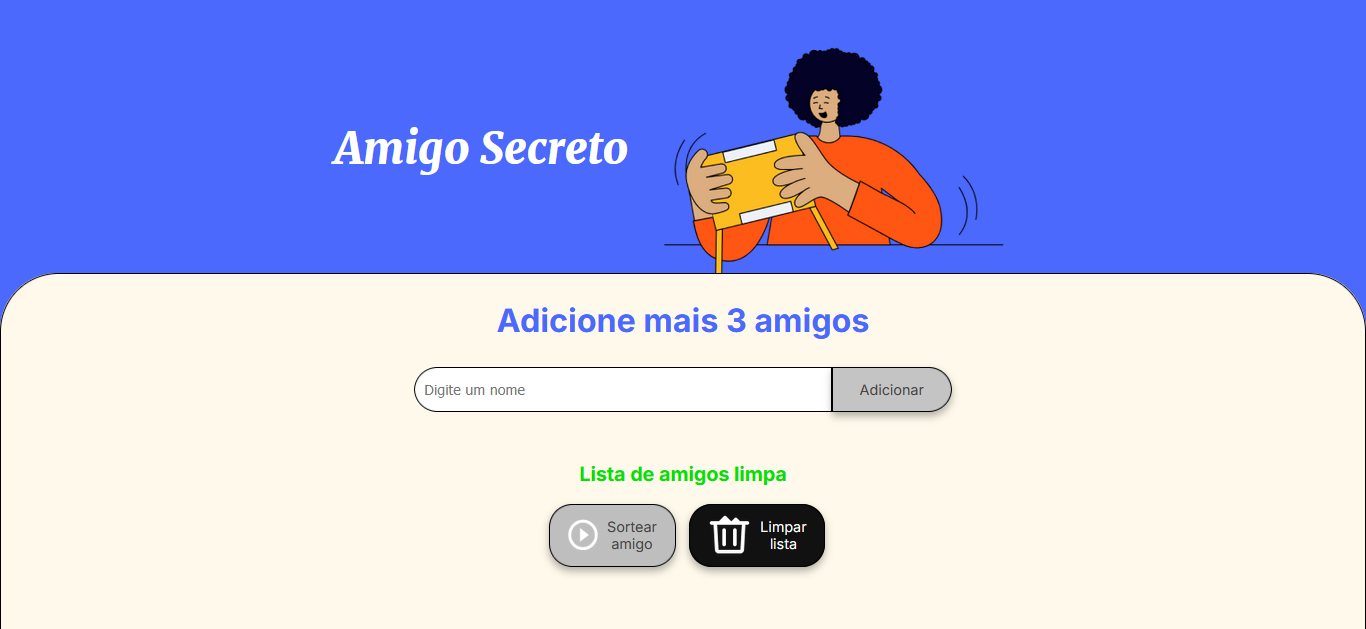 Amigo Secreto
Adicione mais 3 amigos
Digite um nome
Adicionar
Lista de amigos limpa
Sortear
amigo
Limpar
lista